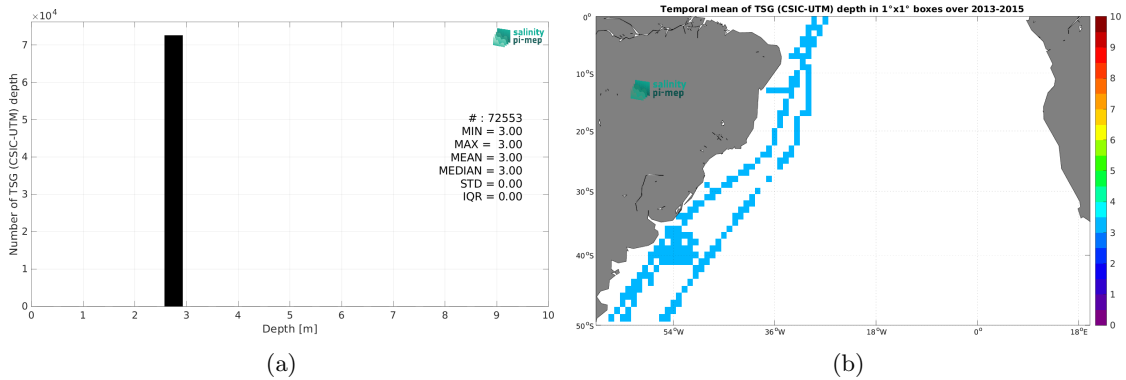 ×10^4
8
7
6
5
4
3
2
1
0
Number of TSG (CSIC-UTM) depth
0 1 2 3 4 5 6 7 8 9 10
Depth [m]
salinity
pi-mep
# : 72553
MIN = 3.00
MAX = 3.00
MEAN = 3.00
MEDIAN = 3.00
STD = 0.00
IQR = 0.00
(a)
Temporal mean of TSG (CSIC-UTM) depth in 1°x1° boxes over 2013-2015
salinity
pi-mep
0°
10°S
20°S
30°S
40°S
50°S
54°W 36°W 18°W 0° 18°E
10
9
8
7
6
5
4
3
2
1
0
(b)